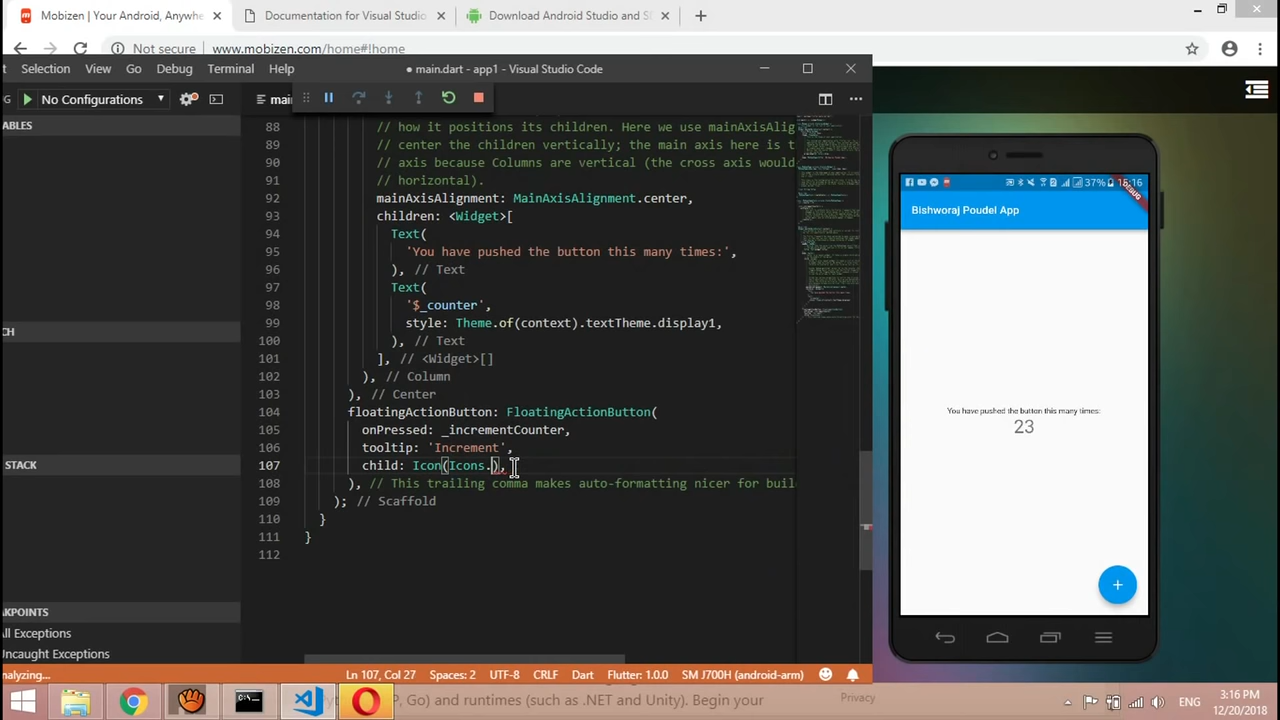 Mobizen | Your Android, Anywhe
Documentation for Visual Studio
Download Android Studio and S
Not secure
www.mobizen.com/home#!home
t Selection View Go Debug Terminal Help
● main.dart - app1 - Visual Studio Code
G No Configurations
mai
ABLES
88 // how it positions its children. Here we use mainAxisAlig
89 // center the children vertically; the main axis here is t
90 // axis because Columns are vertical (the cross axis would
91 // horizontal).
92 mainAxisAlignment: MainAxisAlignment.center,
93 children: <Widget>[
94 Text(
95 'You have pushed the button this many times:',
96 ), // Text
97 Text(
98 '$_counter',
99 style: Theme.of(context).textTheme.display1,
100 ), // Text
101 ], // <Widget>[]
102 ), // Column
103 ), // Center
104 floatingActionButton: FloatingActionButton(
105 onPressed: _incrementCounter,
106 tooltip: 'Increment',
107 child: Icon(Icons.),
108 ), // This trailing comma makes auto-formatting nicer for buil
109 ); // Scaffold
110 }
111 }
112
CH
STACK
AKPOINTS
All Exceptions
Uncaught Exceptions
nalyzing...
Ln 107, Col 27 Spaces: 2 UTF-8 CRLF Dart Flutter: 1.0.0 SM J700H (android-arm)
37% 15:16
Bishworaj Poudel App
You have pushed the button this many times:
23
+
P, Go) and runtimes (such as .NET and Unity). Begin your
Privacy
ENG
3:16 PM
12/20/2018